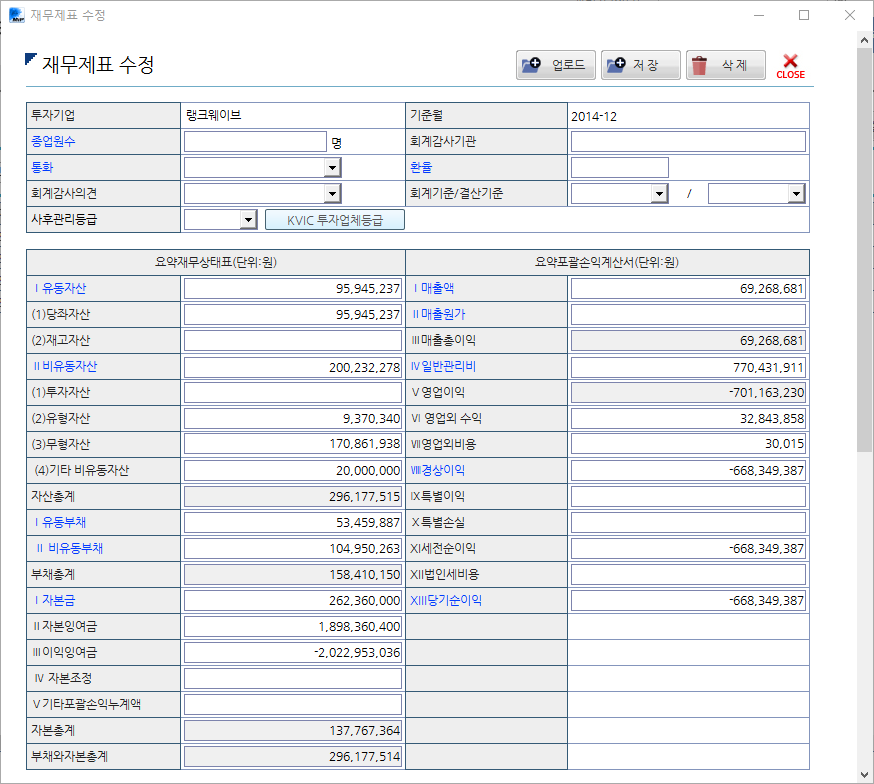 재무제표 수정
재무제표 수정
업로드 저장 삭제 CLOSE
투자기업 랭크웨이브 기준월 2014-12
종업원수 명 회계감사기관
통화 환율
회계감사의견 회계기준/결산기준 /
사후관리등급 KVIC 투자업체등급
요약재무상태표(단위:원) 요약포괄손익계산서(단위:원)
Ⅰ유동자산 95,945,237 Ⅰ매출액 69,268,681
(1)당좌자산 95,945,237 Ⅱ매출원가
(2)재고자산 Ⅲ매출총이익 69,268,681
Ⅱ비유동자산 200,232,278 Ⅳ일반관리비 770,431,911
(1)투자자산 Ⅴ영업이익 -701,163,230
(2)유형자산 9,370,340 Ⅵ 영업외 수익 32,843,858
(3)무형자산 170,861,938 Ⅶ영업외비용 30,015
(4)기타 비유동자산 20,000,000 Ⅷ경상이익 -668,349,387
자산총계 296,177,515 Ⅸ특별이익
Ⅰ유동부채 53,459,887 Ⅹ특별손실
Ⅱ 비유동부채 104,950,263 XI세전순이익 -668,349,387
부채총계 158,410,150 XII법인세비용
Ⅰ자본금 262,360,000 XIII당기순이익 -668,349,387
Ⅱ자본잉여금 1,898,360,400
Ⅲ이익잉여금 -2,022,953,036
Ⅳ 자본조정
Ⅴ기타포괄손익누계액
자본총계 137,767,364
부채와자본총계 296,177,514